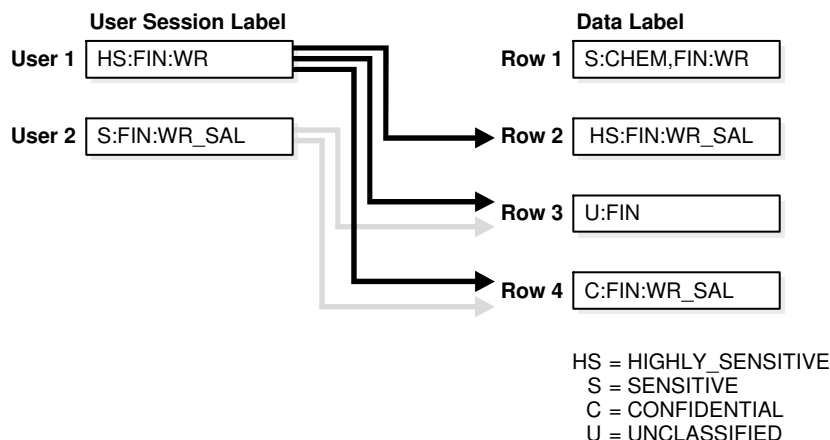 User Session Label Data Label
User 1 HS:FIN:WR Row 1 S:CHEM,FIN:WR
User 2 S:FIN:WR_SAL Row 2 HS:FIN:WR_SAL
Row 3 U:FIN
Row 4 C:FIN:WR_SAL
HS = HIGHLY_SENSITIVE
S = SENSITIVE
C = CONFIDENTIAL
U = UNCLASSIFIED